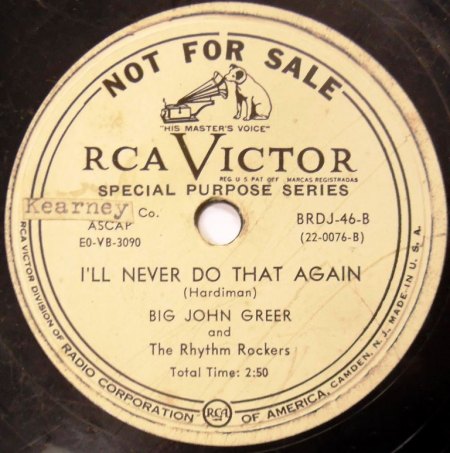 NOT FOR SALE
"HIS MASTER'S VOICE"
RCA VICTOR
REG. U. S. PAT. OFF. MARCAS REGISTRADAS
SPECIAL PURPOSE SERIES
Kearney Co.
ASCAP
E0-VB-3090
BRDJ-46-B
(22-0076-B)
I'LL NEVER DO THAT AGAIN
(Hardiman)
BIG JOHN GREER
and
The Rhythm Rockers
Total Time: 2:50
RCA VICTOR DIVISION OF RADIO CORPORATION OF AMERICA, CAMDEN, N. J. MADE IN U. S. A.
RCA